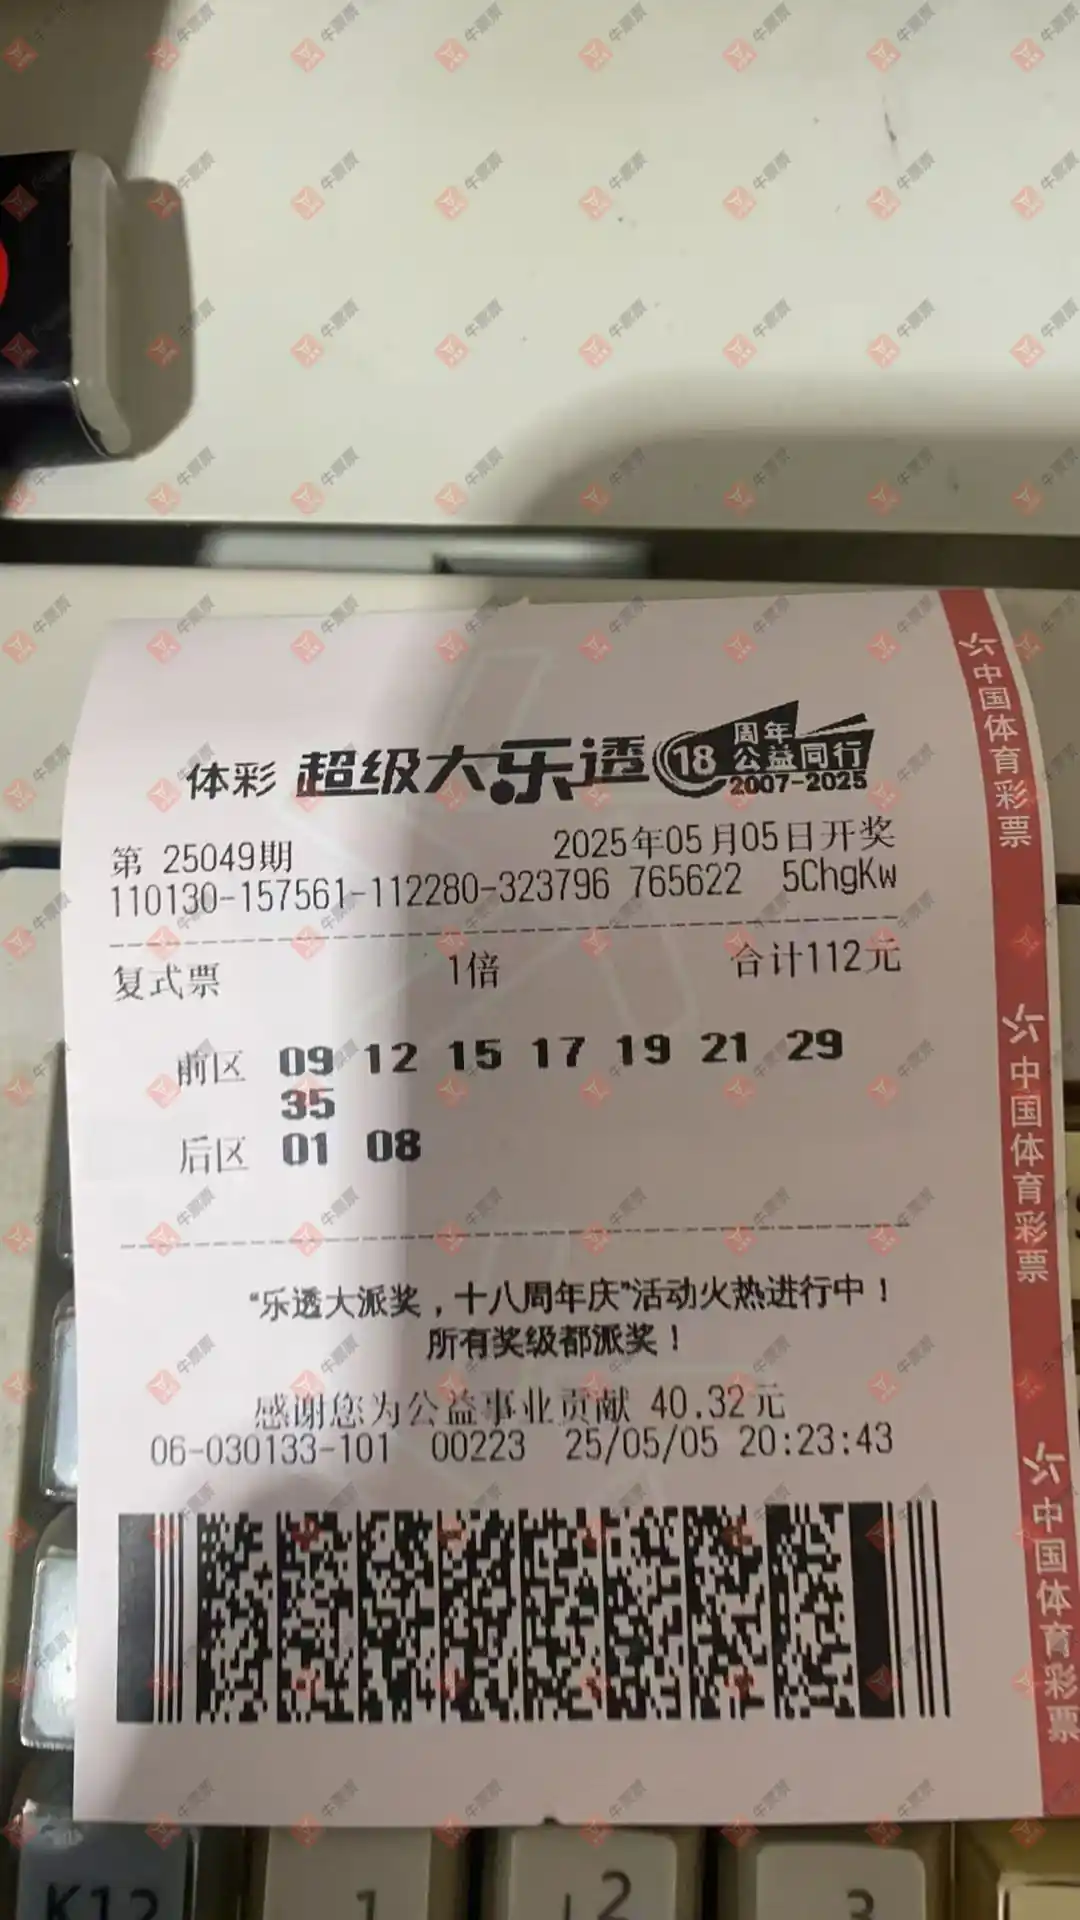 体彩 超级大乐透 18 周年 公益同行 2007-2025
第 25049期 2025年05月05日开奖
110130-157561-112280-323796 765622 5ChgKw
复式票 1倍 合计112元
前区 09 12 15 17 19 21 29
35
后区 01 08
“乐透大派奖，十八周年庆”活动火热进行中！
所有奖级都派奖！
感谢您为公益事业贡献 40.32元
06-030133-101 00223 25/05/05 20:23:43
中国体育彩票
中国体育彩票
中国体育彩票
K12 1 2 3
牛票票